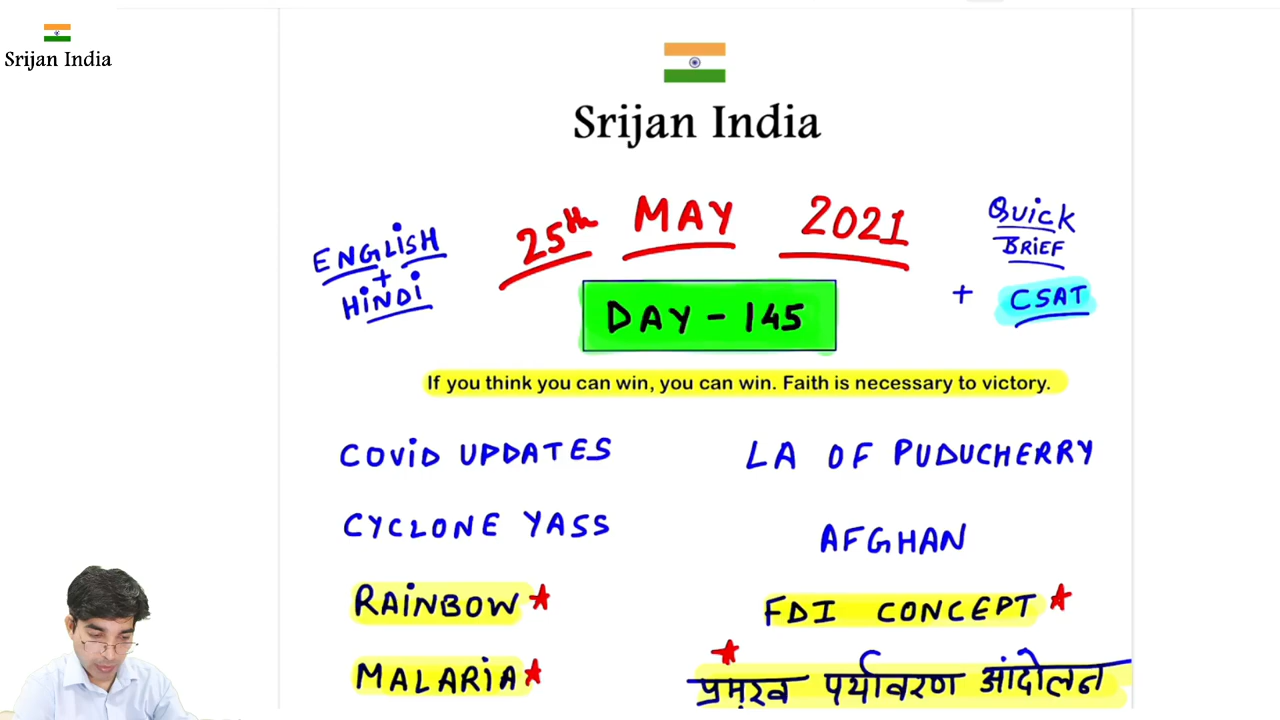 Srijan India
Srijan India
25th MAY 2021
ENGLISH
+
HINDI
Quick
BRIEF
+ CSAT
DAY - 145
If you think you can win, you can win. Faith is necessary to victory.
COVID UPDATES
LA OF PUDUCHERRY
CYCLONE YASS
AFGHAN
RAINBOW
FDI CONCEPT
MALARIA
प्रमुख पर्यावरण आंदोलन